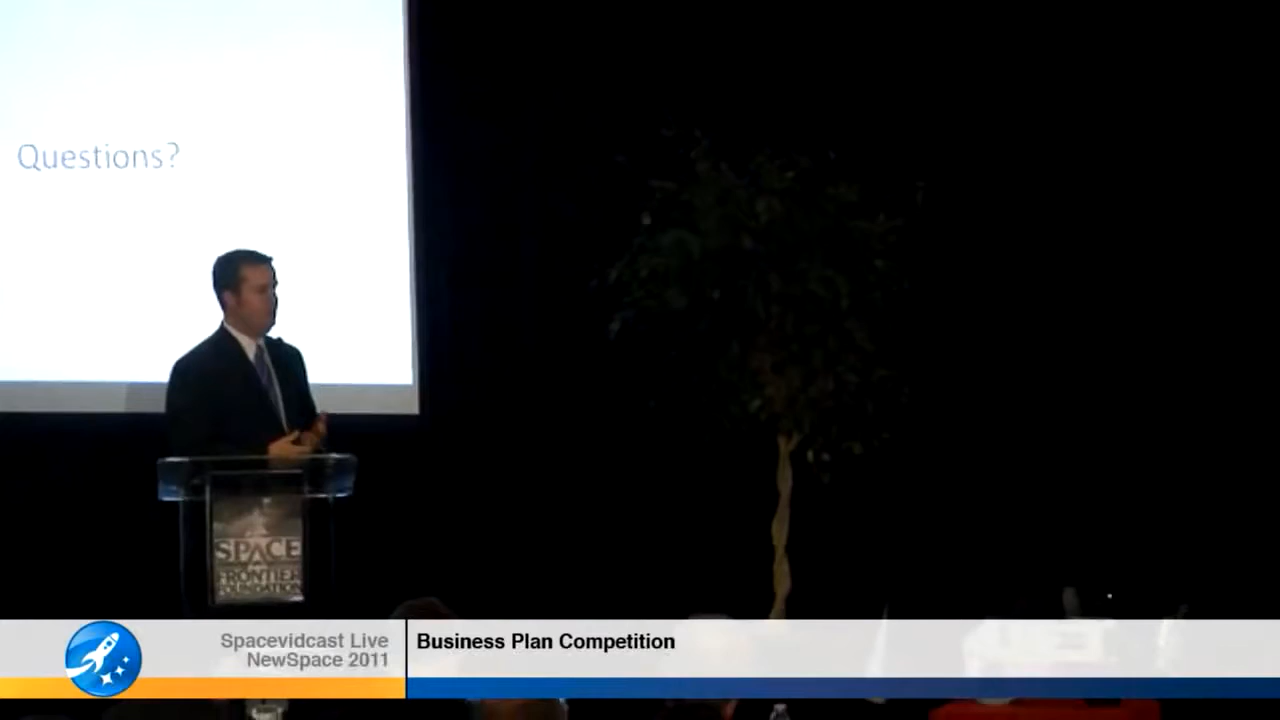 Questions?
SPACE
FRONTIER
FOUNDATION
Spacevidcast Live
NewSpace 2011
Business Plan Competition